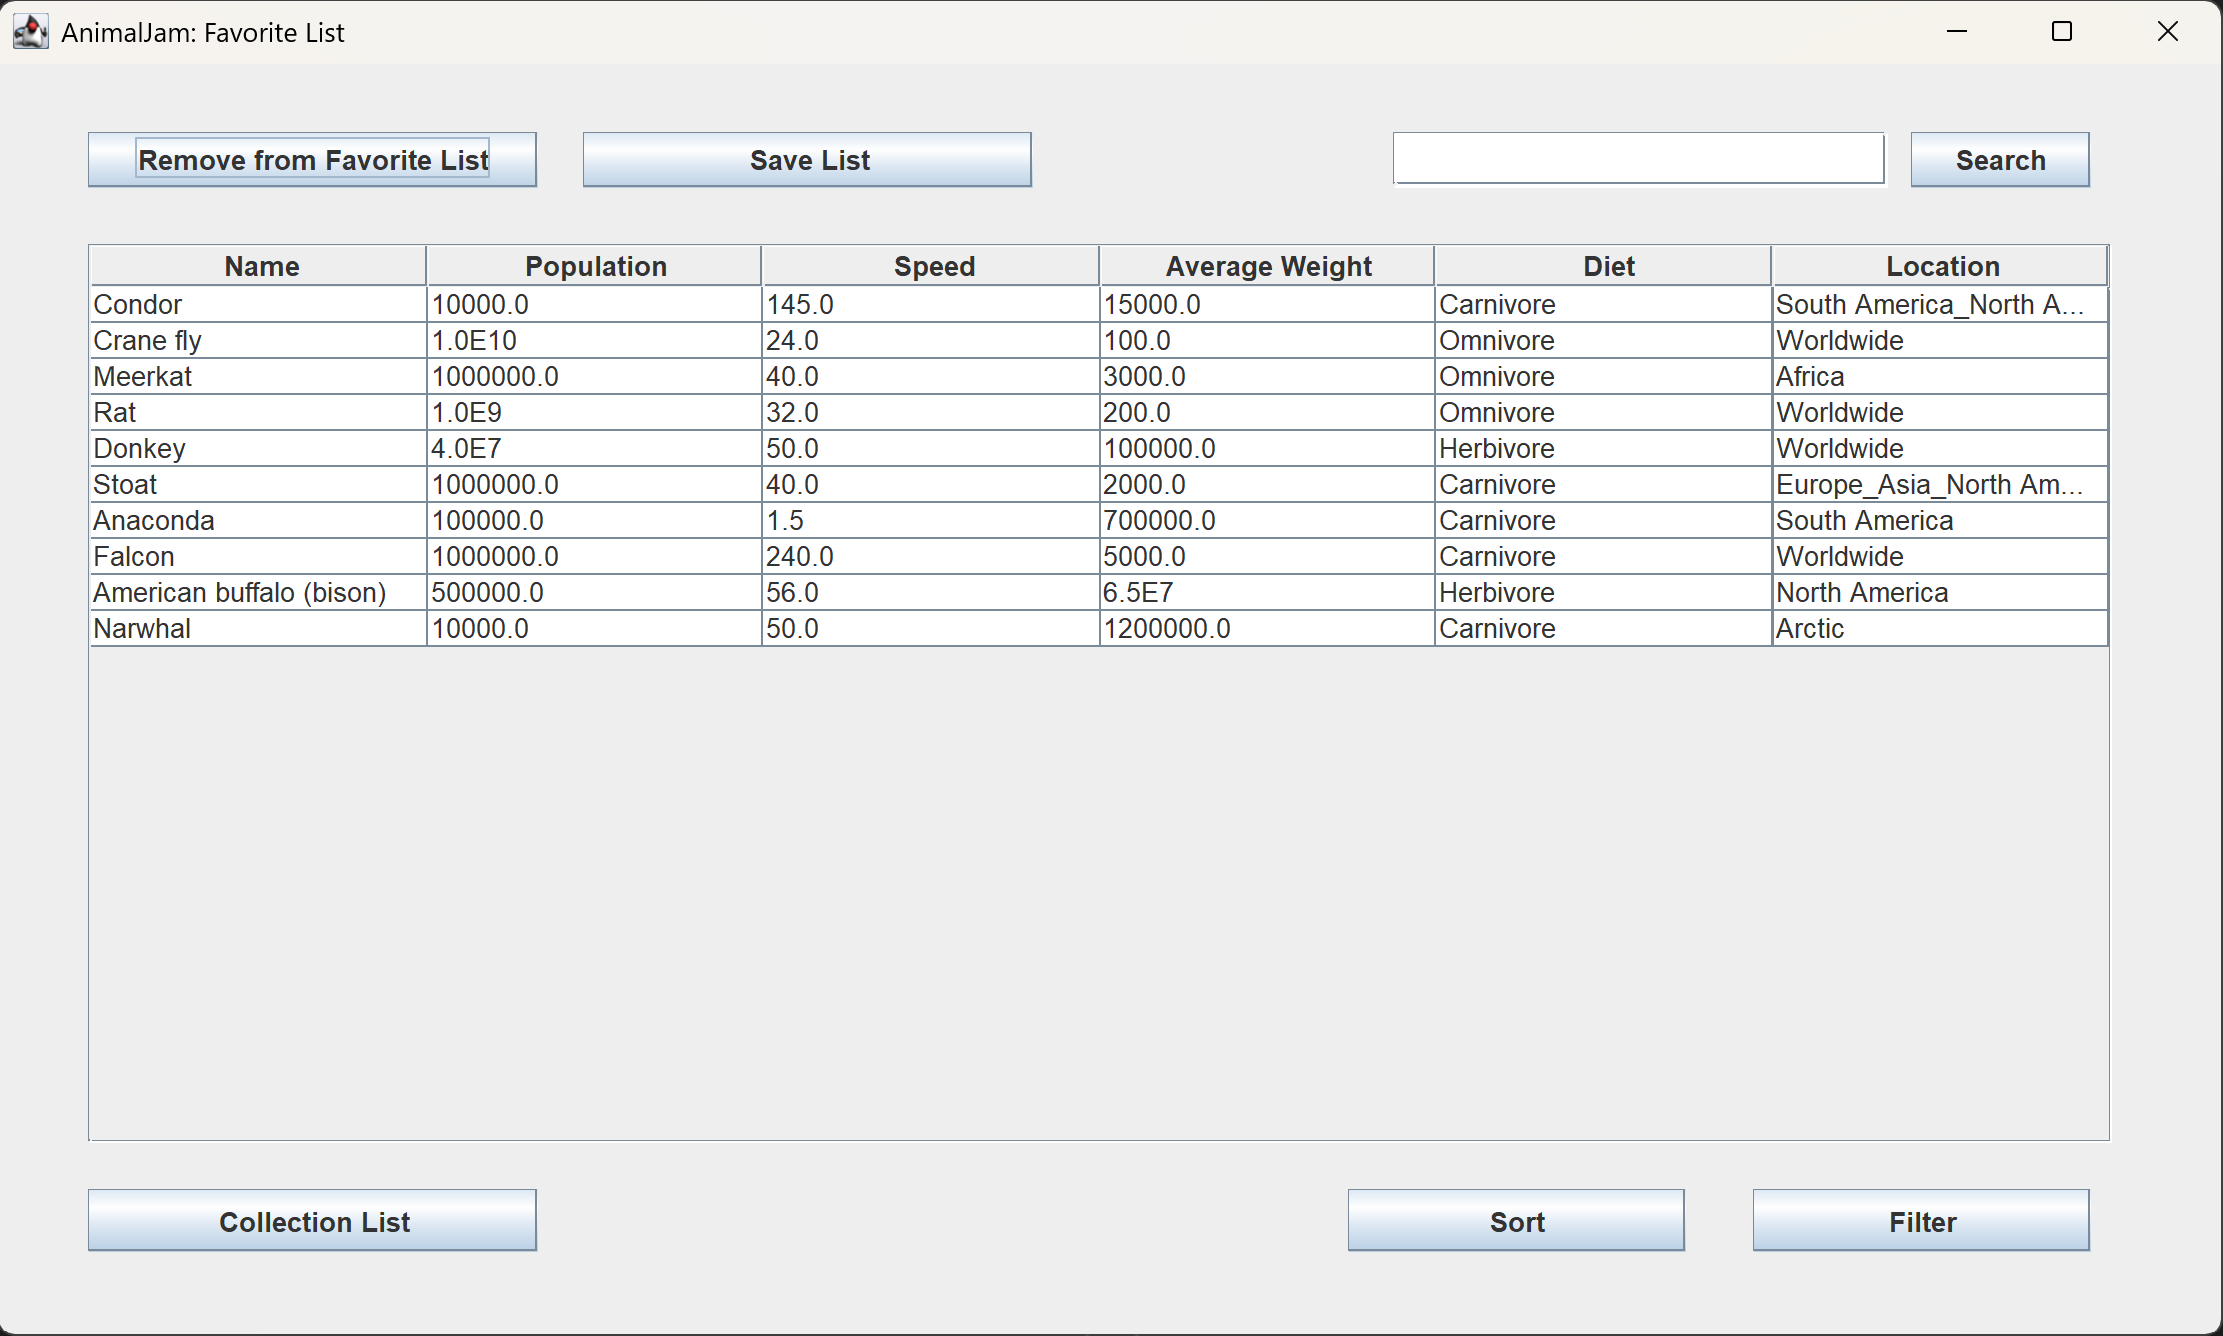 AnimalJam: Favorite List
Remove from Favorite List Save List Search
Name Population Speed Average Weight Diet Location
Condor 10000.0 145.0 15000.0 Carnivore South America_North A...
Crane fly 1.0E10 24.0 100.0 Omnivore Worldwide
Meerkat 1000000.0 40.0 3000.0 Omnivore Africa
Rat 1.0E9 32.0 200.0 Omnivore Worldwide
Donkey 4.0E7 50.0 100000.0 Herbivore Worldwide
Stoat 1000000.0 40.0 2000.0 Carnivore Europe_Asia_North Am...
Anaconda 100000.0 1.5 700000.0 Carnivore South America
Falcon 1000000.0 240.0 5000.0 Carnivore Worldwide
American buffalo (bison) 500000.0 56.0 6.5E7 Herbivore North America
Narwhal 10000.0 50.0 1200000.0 Carnivore Arctic
Collection List Sort Filter